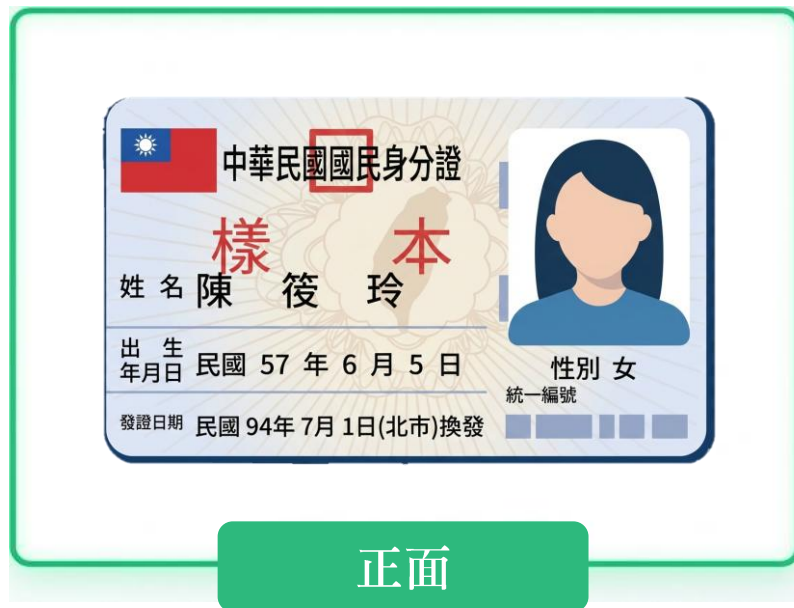 中華民國國民身分證
樣本
姓名 陳筱玲
出生年月日 民國 57 年 6 月 5 日
性別 女
統一編號
發證日期 民國 94年 7月 1日(北市)換發
正面